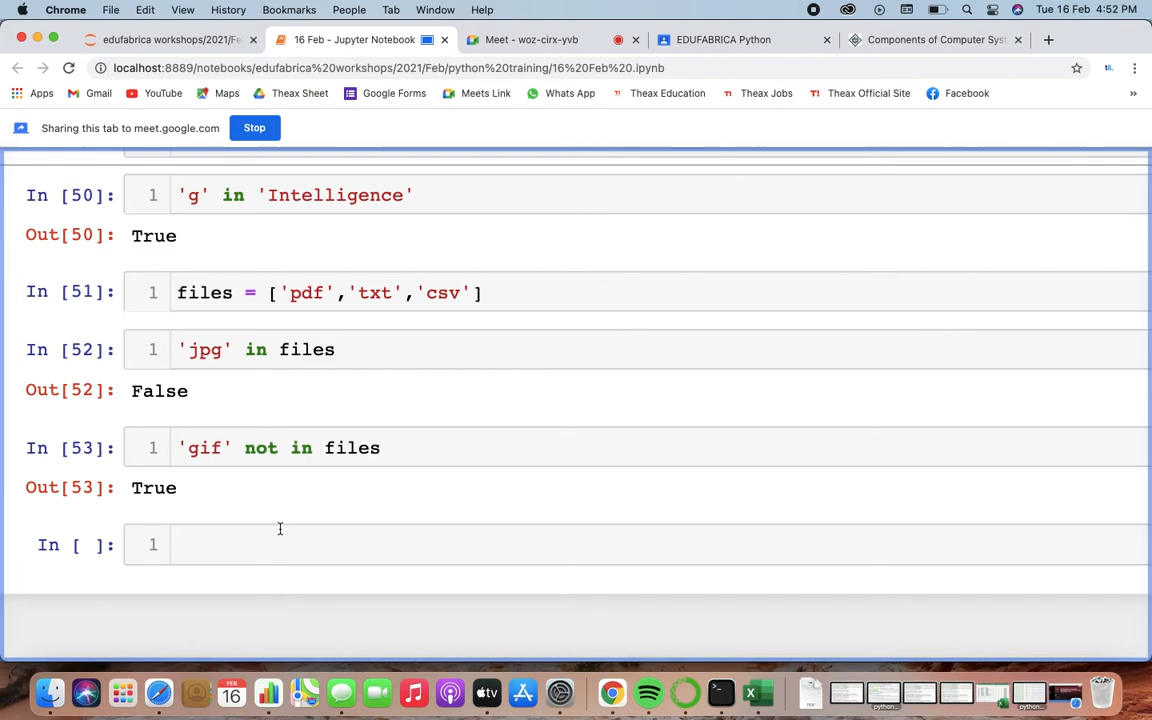 Chrome File Edit View History Bookmarks People Tab Window Help Tue 16 Feb 4:52 PM
edufabrica workshops/2021/Fe 16 Feb - Jupyter Notebook Meet - woz-cirx-yvb EDUFABRICA Python Components of Computer Sys
localhost:8889/notebooks/edufabrica%20workshops/2021/Feb/python%20training/16%20Feb%20.ipynb
Apps Gmail YouTube Maps Theax Sheet Google Forms Meets Link Whats App Theax Education Theax Jobs Theax Official Site Facebook »
Sharing this tab to meet.google.com Stop
In [50]: 1 'g' in 'Intelligence'
Out[50]: True
In [51]: 1 files = ['pdf','txt','csv']
In [52]: 1 'jpg' in files
Out[52]: False
In [53]: 1 'gif' not in files
Out[53]: True
In [ ]: 1